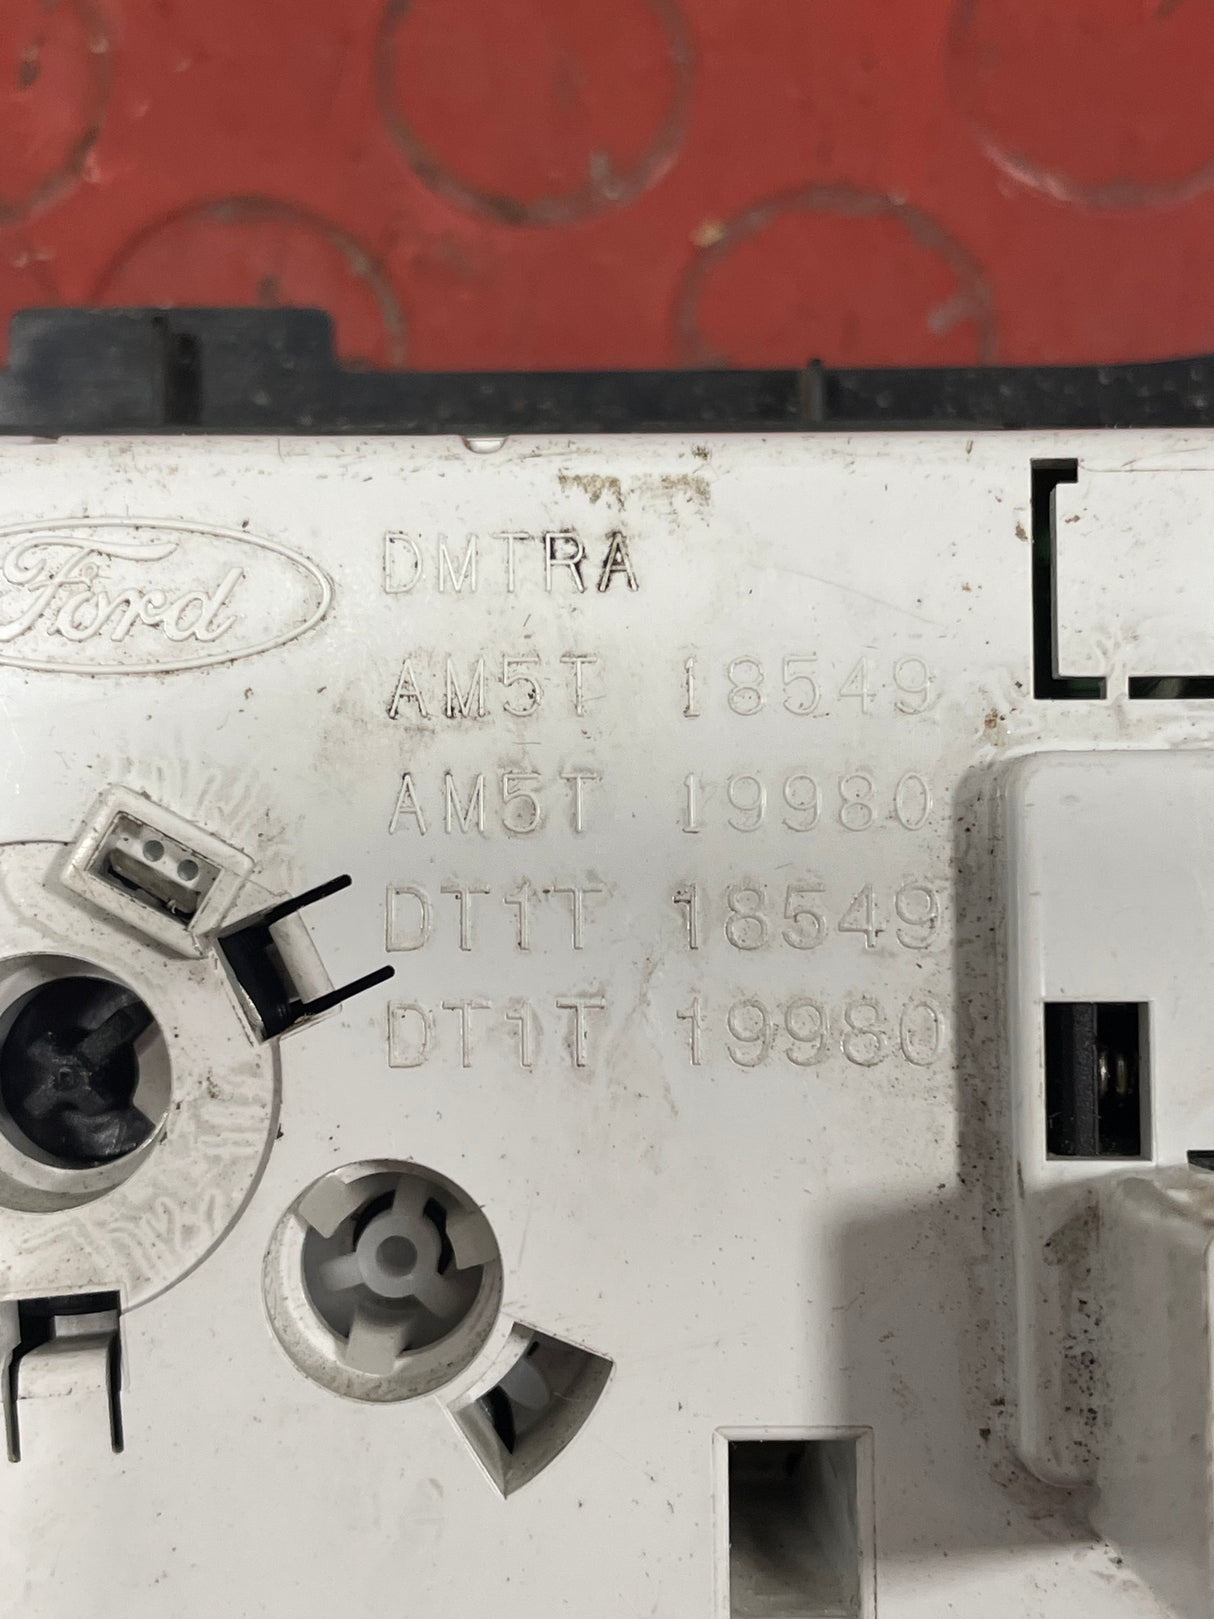 Ford
DMTRA
AM5T 18549
AM5T 19980
DT1T 18549
DT1T 19980